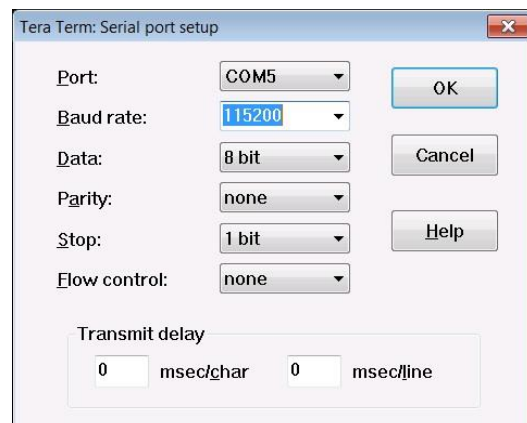 Tera Term: Serial port setup
Port: COM5 OK
Baud rate: 115200
Data: 8 bit Cancel
Parity: none
Stop: 1 bit Help
Flow control: none
Transmit delay
0 msec/char 0 msec/line